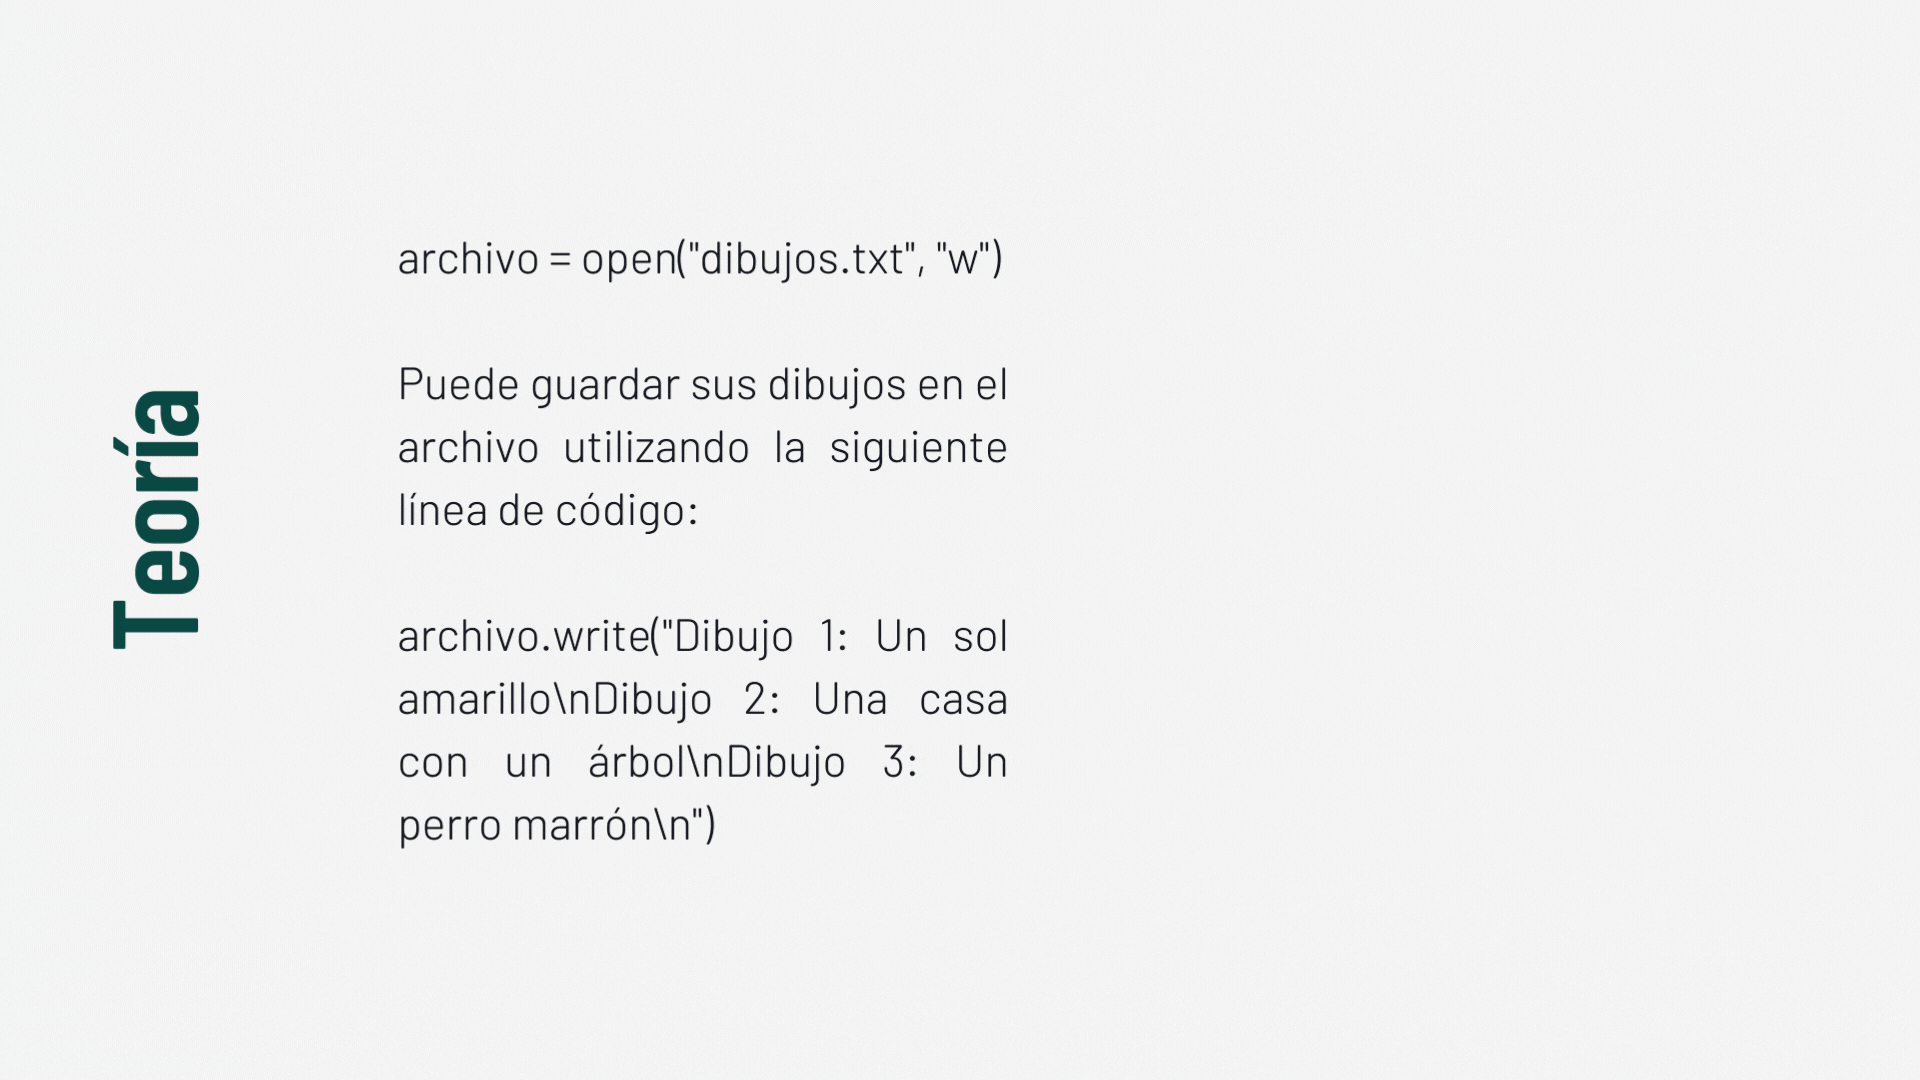 Teoría
archivo = open("dibujos.txt", "w")
Puede guardar sus dibujos en el
archivo utilizando la siguiente
línea de código:
archivo.write("Dibujo 1: Un sol
amarillo\nDibujo 2: Una casa
con un árbol\nDibujo 3: Un
perro marrón\n")